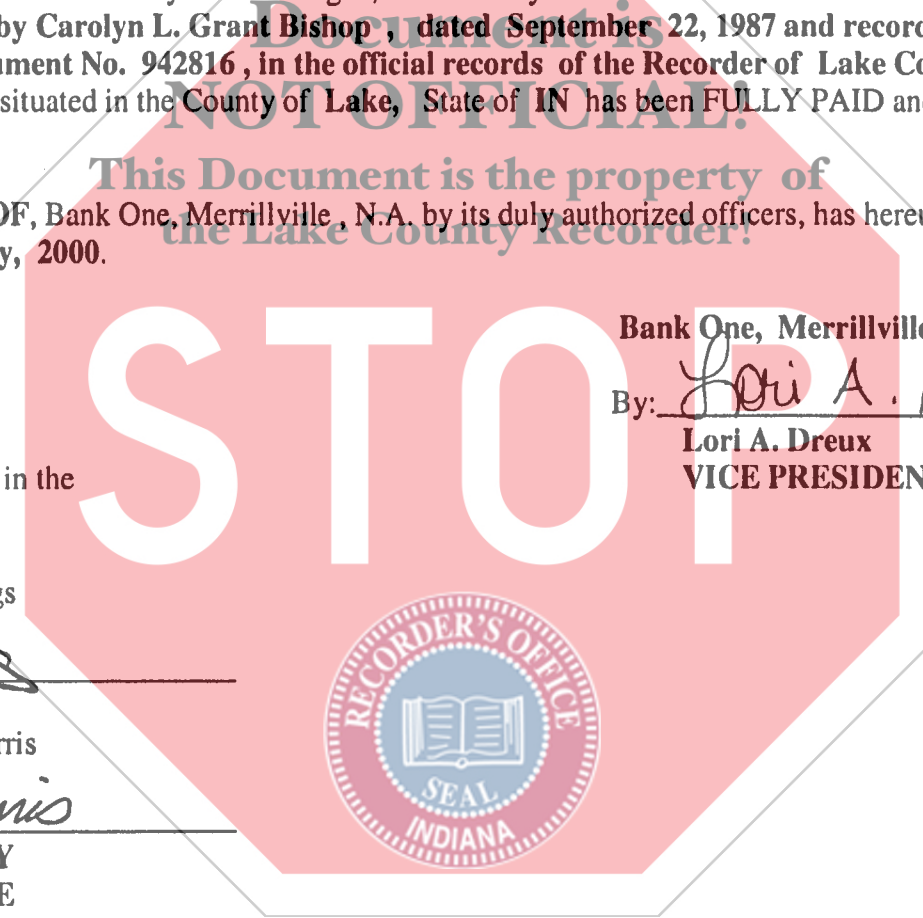 Document is
by Carolyn L. Grant Bishop , dated September 22, 1987 and record
ument No. 942816 , in the official records of the Recorder of Lake Co
NOT OFFICIAL!
situated in the County of Lake, State of IN has been FULLY PAID an
This Document is the property of
OF, Bank One, Merrillville , N.A. by its duly authorized officers, has hereu
the Lake County Recorder!
y, 2000.
STOP
Bank One, Merrillville
By: Lori A.
Lori A. Dreux
VICE PRESIDEN
in the
gs
rris
RECORDER'S OFFICE
SEAL
INDIANA
Y
E